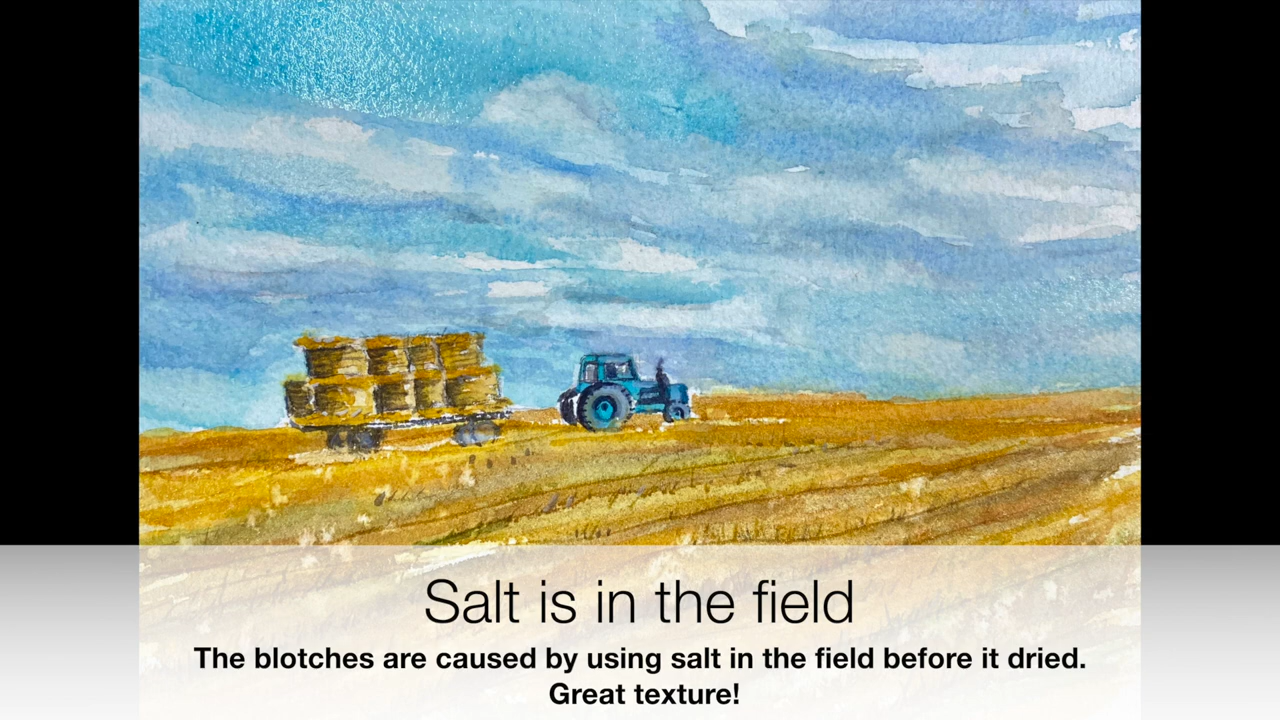 Salt is in the field
The blotches are caused by using salt in the field before it dried.
Great texture!